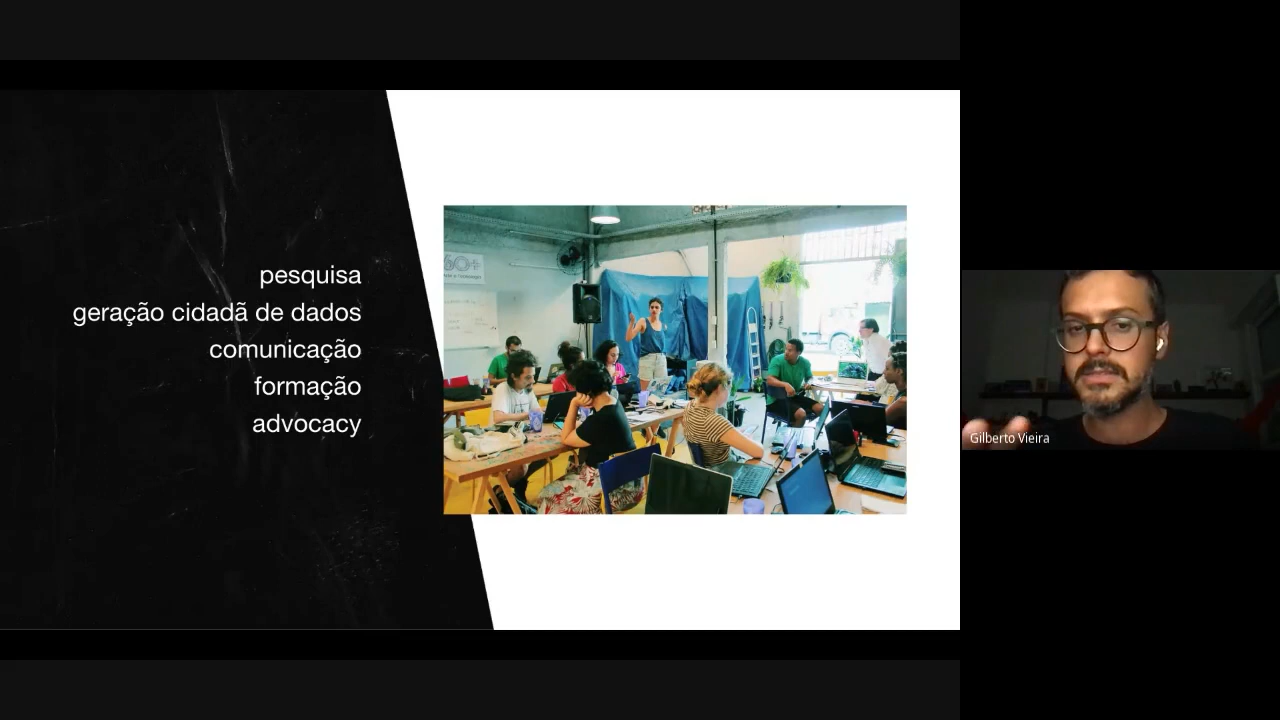 pesquisa
geração cidadã de dados
comunicação
formação
advocacy
Gilberto Vieira